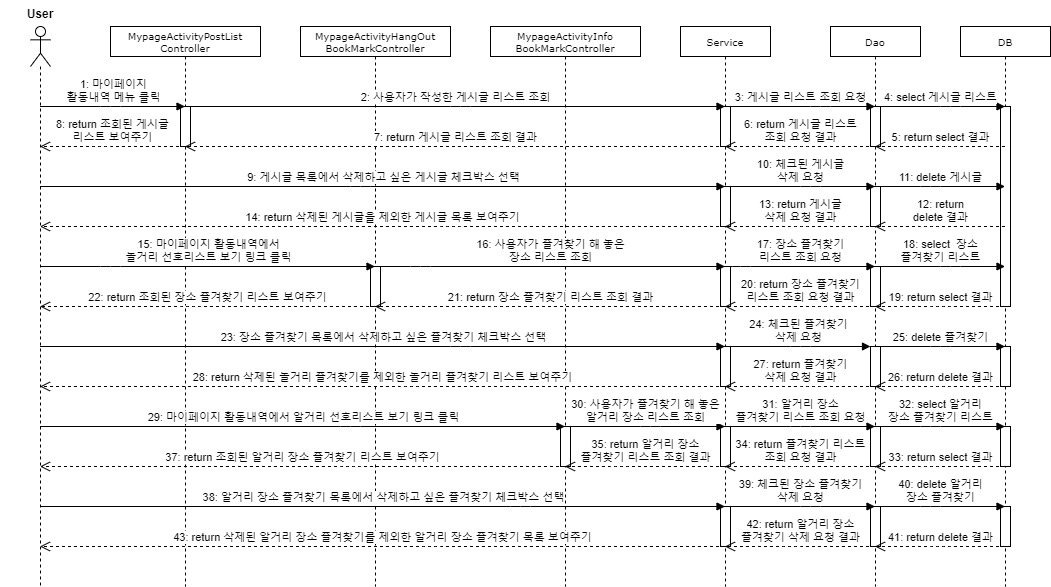 User
MypageActivityPostList
Controller
MypageActivityHangOut
BookMarkController
MypageActivityInfo
BookMarkController
Service
Dao
DB
1: 마이페이지
활동내역 메뉴 클릭
2: 사용자가 작성한 게시글 리스트 조회
3: 게시글 리스트 조회 요청
4: select 게시글 리스트
8: return 조회된 게시글
리스트 보여주기
7: return 게시글 리스트 조회 결과
6: return 게시글 리스트
조회 요청 결과
5: return select 결과
9: 게시글 목록에서 삭제하고 싶은 게시글 체크박스 선택
10: 체크된 게시글
삭제 요청
11: delete 게시글
14: return 삭제된 게시글을 제외한 게시글 목록 보여주기
13: return 게시글
삭제 요청 결과
12: return
delete 결과
15: 마이페이지 활동내역에서
놀거리 선호리스트 보기 링크 클릭
16: 사용자가 즐겨찾기 해 놓은
장소 리스트 조회
17: 장소 즐겨찾기
리스트 조회 요청
18: select 장소
즐겨찾기 리스트
22: return 조회된 장소 즐겨찾기 리스트 보여주기
21: return 장소 즐겨찾기 리스트 조회 결과
20: return 장소 즐겨찾기
리스트 조회 요청 결과
19: return select 결과
23: 장소 즐겨찾기 목록에서 삭제하고 싶은 즐겨찾기 체크박스 선택
24: 체크된 즐겨찾기
삭제 요청
25: delete 즐겨찾기
28: return 삭제된 놀거리 즐겨찾기를 제외한 놀거리 즐겨찾기 리스트 보여주기
27: return 즐겨찾기
삭제 요청 결과
26: return delete 결과
29: 마이페이지 활동내역에서 알거리 선호리스트 보기 링크 클릭
30: 사용자가 즐겨찾기 해 놓은
알거리 장소 리스트 조회
31: 알거리 장소
즐겨찾기 리스트 조회 요청
32: select 알거리
장소 즐겨찾기 리스트
37: return 조회된 알거리 장소 즐겨찾기 리스트 보여주기
35: return 알거리 장소
즐겨찾기 리스트 조회 결과
34: return 즐겨찾기 리스트
조회 요청 결과
33: return select 결과
38: 알거리 장소 즐겨찾기 목록에서 삭제하고 싶은 즐겨찾기 체크박스 선택
39: 체크된 장소 즐겨찾기
삭제 요청
40: delete 알거리
장소 즐겨찾기
43: return 삭제된 알거리 장소 즐겨찾기를 제외한 알거리 장소 즐겨찾기 목록 보여주기
42: return 알거리 장소
즐겨찾기 삭제 요청 결과
41: return delete 결과